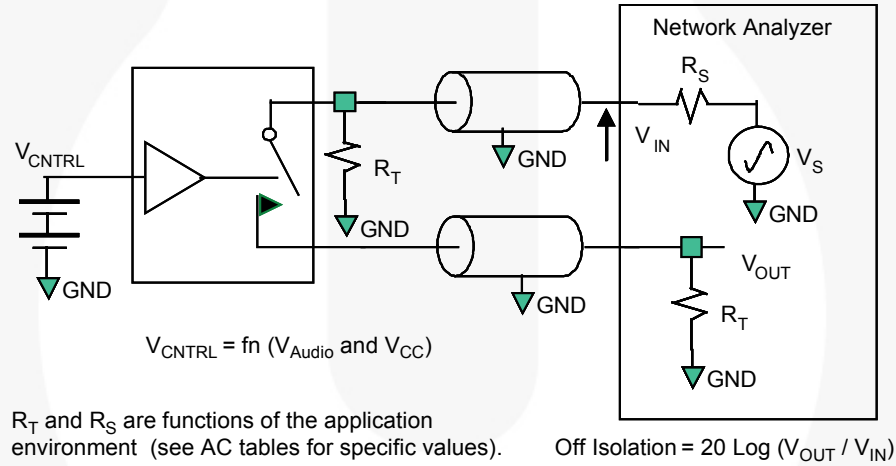 Network Analyzer
R_S
V_CNTRL
V_IN
GND
V_S
R_T
GND
GND
V_OUT
GND
GND
R_T
V_CNTRL = fn (V_Audio and V_CC)
GND
R_T and R_S are functions of the application
environment (see AC tables for specific values).
Off Isolation = 20 Log (V_OUT / V_IN)